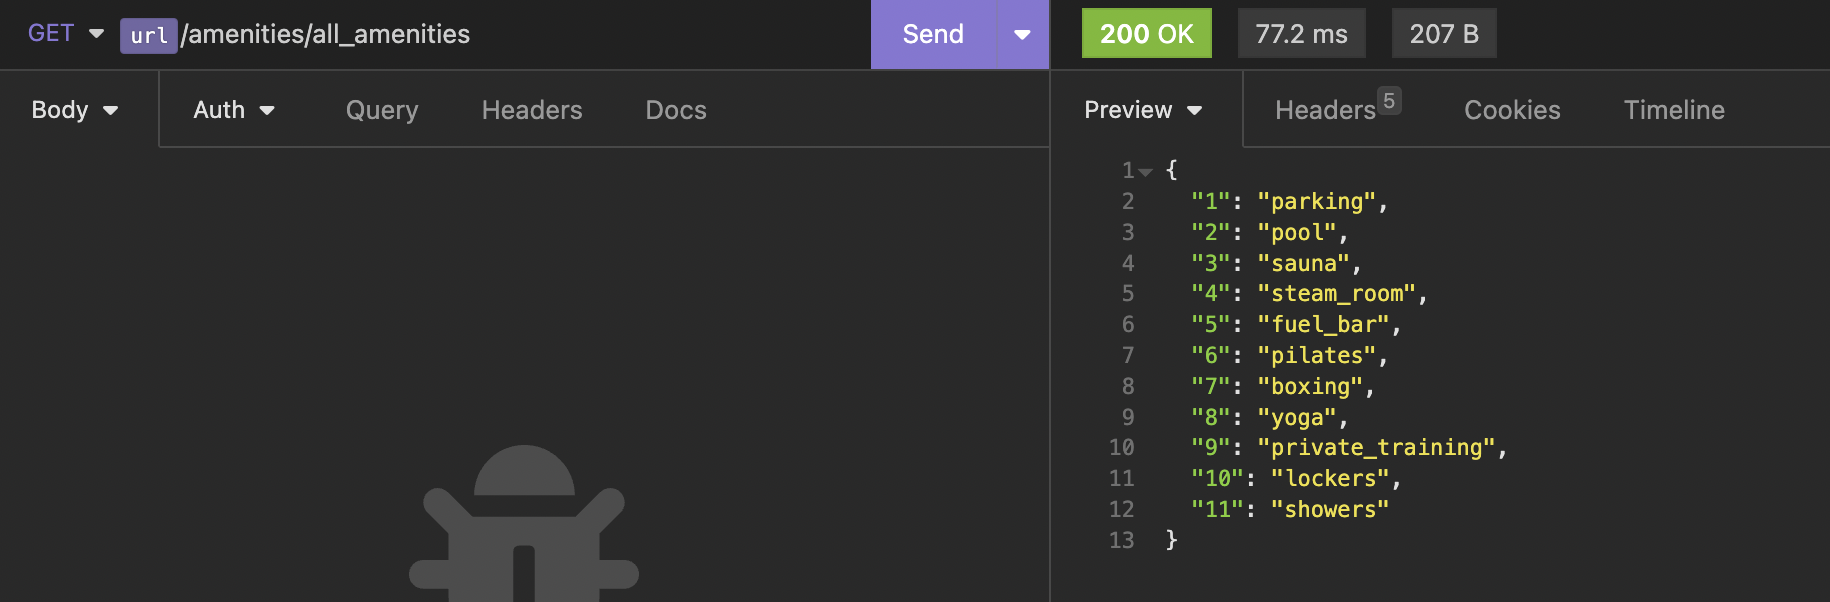 GET url/amenities/all_amenities Send 200 OK 77.2 ms 207 B
Body Auth Query Headers Docs Preview Headers 5 Cookies Timeline
1 {
2 "1": "parking",
3 "2": "pool",
4 "3": "sauna",
5 "4": "steam_room",
6 "5": "fuel_bar",
7 "6": "pilates",
8 "7": "boxing",
9 "8": "yoga",
10 "9": "private_training",
11 "10": "lockers",
12 "11": "showers"
13 }